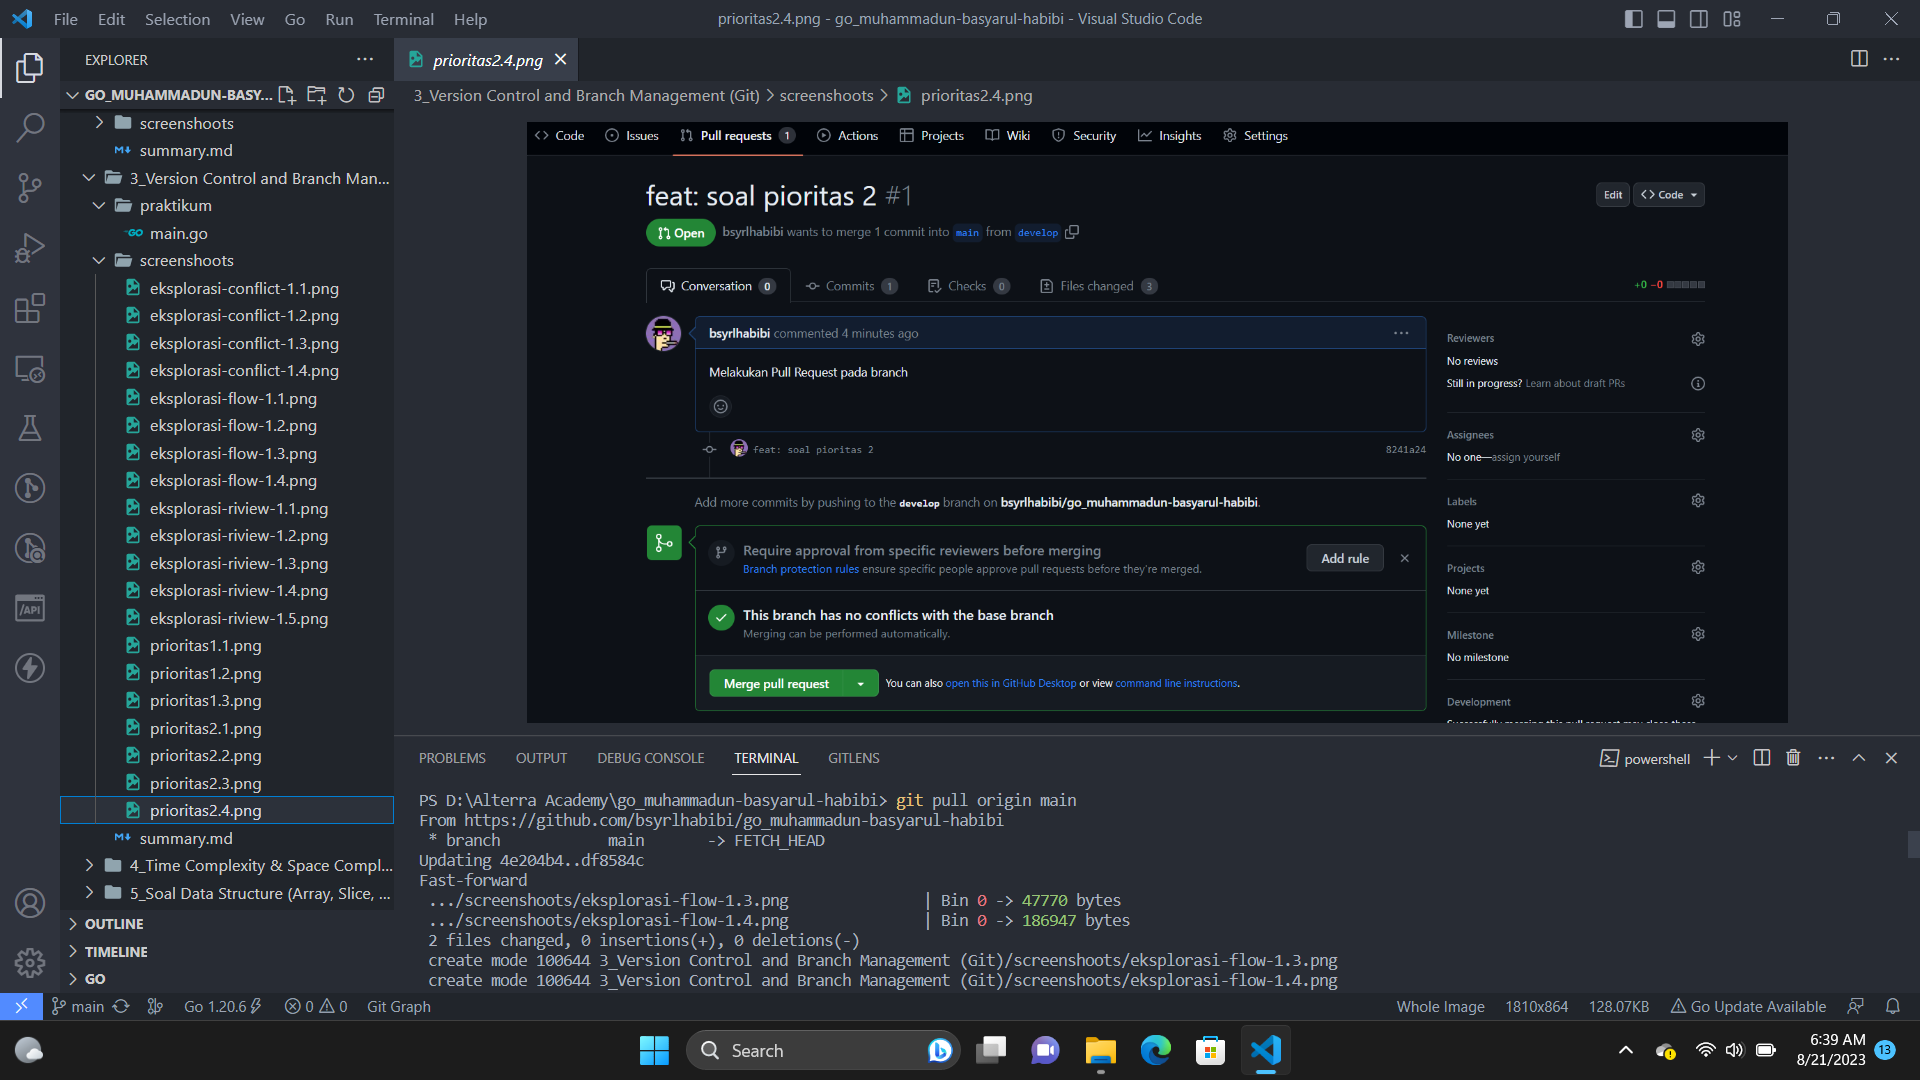 File Edit Selection View Go Run Terminal Help
prioritas2.4.png - go_muhammadun-basyarul-habibi - Visual Studio Code
EXPLORER
GO_MUHAMMADUN-BASY...
screenshoots
summary.md
3_Version Control and Branch Man...
praktikum
main.go
screenshoots
eksplorasi-conflict-1.1.png
eksplorasi-conflict-1.2.png
eksplorasi-conflict-1.3.png
eksplorasi-conflict-1.4.png
eksplorasi-flow-1.1.png
eksplorasi-flow-1.2.png
eksplorasi-flow-1.3.png
eksplorasi-flow-1.4.png
eksplorasi-riview-1.1.png
eksplorasi-riview-1.2.png
eksplorasi-riview-1.3.png
eksplorasi-riview-1.4.png
eksplorasi-riview-1.5.png
prioritas1.1.png
prioritas1.2.png
prioritas1.3.png
prioritas2.1.png
prioritas2.2.png
prioritas2.3.png
prioritas2.4.png
summary.md
4_Time Complexity & Space Compl...
5_Soal Data Structure (Array, Slice, ...
OUTLINE
TIMELINE
GO
prioritas2.4.png
3_Version Control and Branch Management (Git) > screenshoots > prioritas2.4.png
Code Issues Pull requests 1 Actions Projects Wiki Security Insights Settings
feat: soal pioritas 2 #1
Edit Code
Open bsyrlhabibi wants to merge 1 commit into main from develop
Conversation 0 Commits 1 Checks 0 Files changed 3
+0 −0
bsyrlhabibi commented 4 minutes ago
Melakukan Pull Request pada branch
feat: soal pioritas 2 8241a24
Add more commits by pushing to the develop branch on bsyrlhabibi/go_muhammadun-basyarul-habibi.
Require approval from specific reviewers before merging
Branch protection rules ensure specific people approve pull requests before they're merged.
Add rule
This branch has no conflicts with the base branch
Merging can be performed automatically.
Merge pull request You can also open this in GitHub Desktop or view command line instructions.
Reviewers
No reviews
Still in progress? Learn about draft PRs
Assignees
No one—assign yourself
Labels
None yet
Projects
None yet
Milestone
No milestone
Development
Successfully merging this pull request may close these
PROBLEMS OUTPUT DEBUG CONSOLE TERMINAL GITLENS
powershell
PS D:\Alterra Academy\go_muhammadun-basyarul-habibi> git pull origin main
From https://github.com/bsyrlhabibi/go_muhammadun-basyarul-habibi
* branch main -> FETCH_HEAD
Updating 4e204b4..df8584c
Fast-forward
.../screenshoots/eksplorasi-flow-1.3.png | Bin 0 -> 47770 bytes
.../screenshoots/eksplorasi-flow-1.4.png | Bin 0 -> 186947 bytes
2 files changed, 0 insertions(+), 0 deletions(-)
create mode 100644 3_Version Control and Branch Management (Git)/screenshoots/eksplorasi-flow-1.3.png
create mode 100644 3_Version Control and Branch Management (Git)/screenshoots/eksplorasi-flow-1.4.png
main Go 1.20.6 0 0 Git Graph
Whole Image 1810x864 128.07KB Go Update Available
/API
Search
6:39 AM
8/21/2023
13